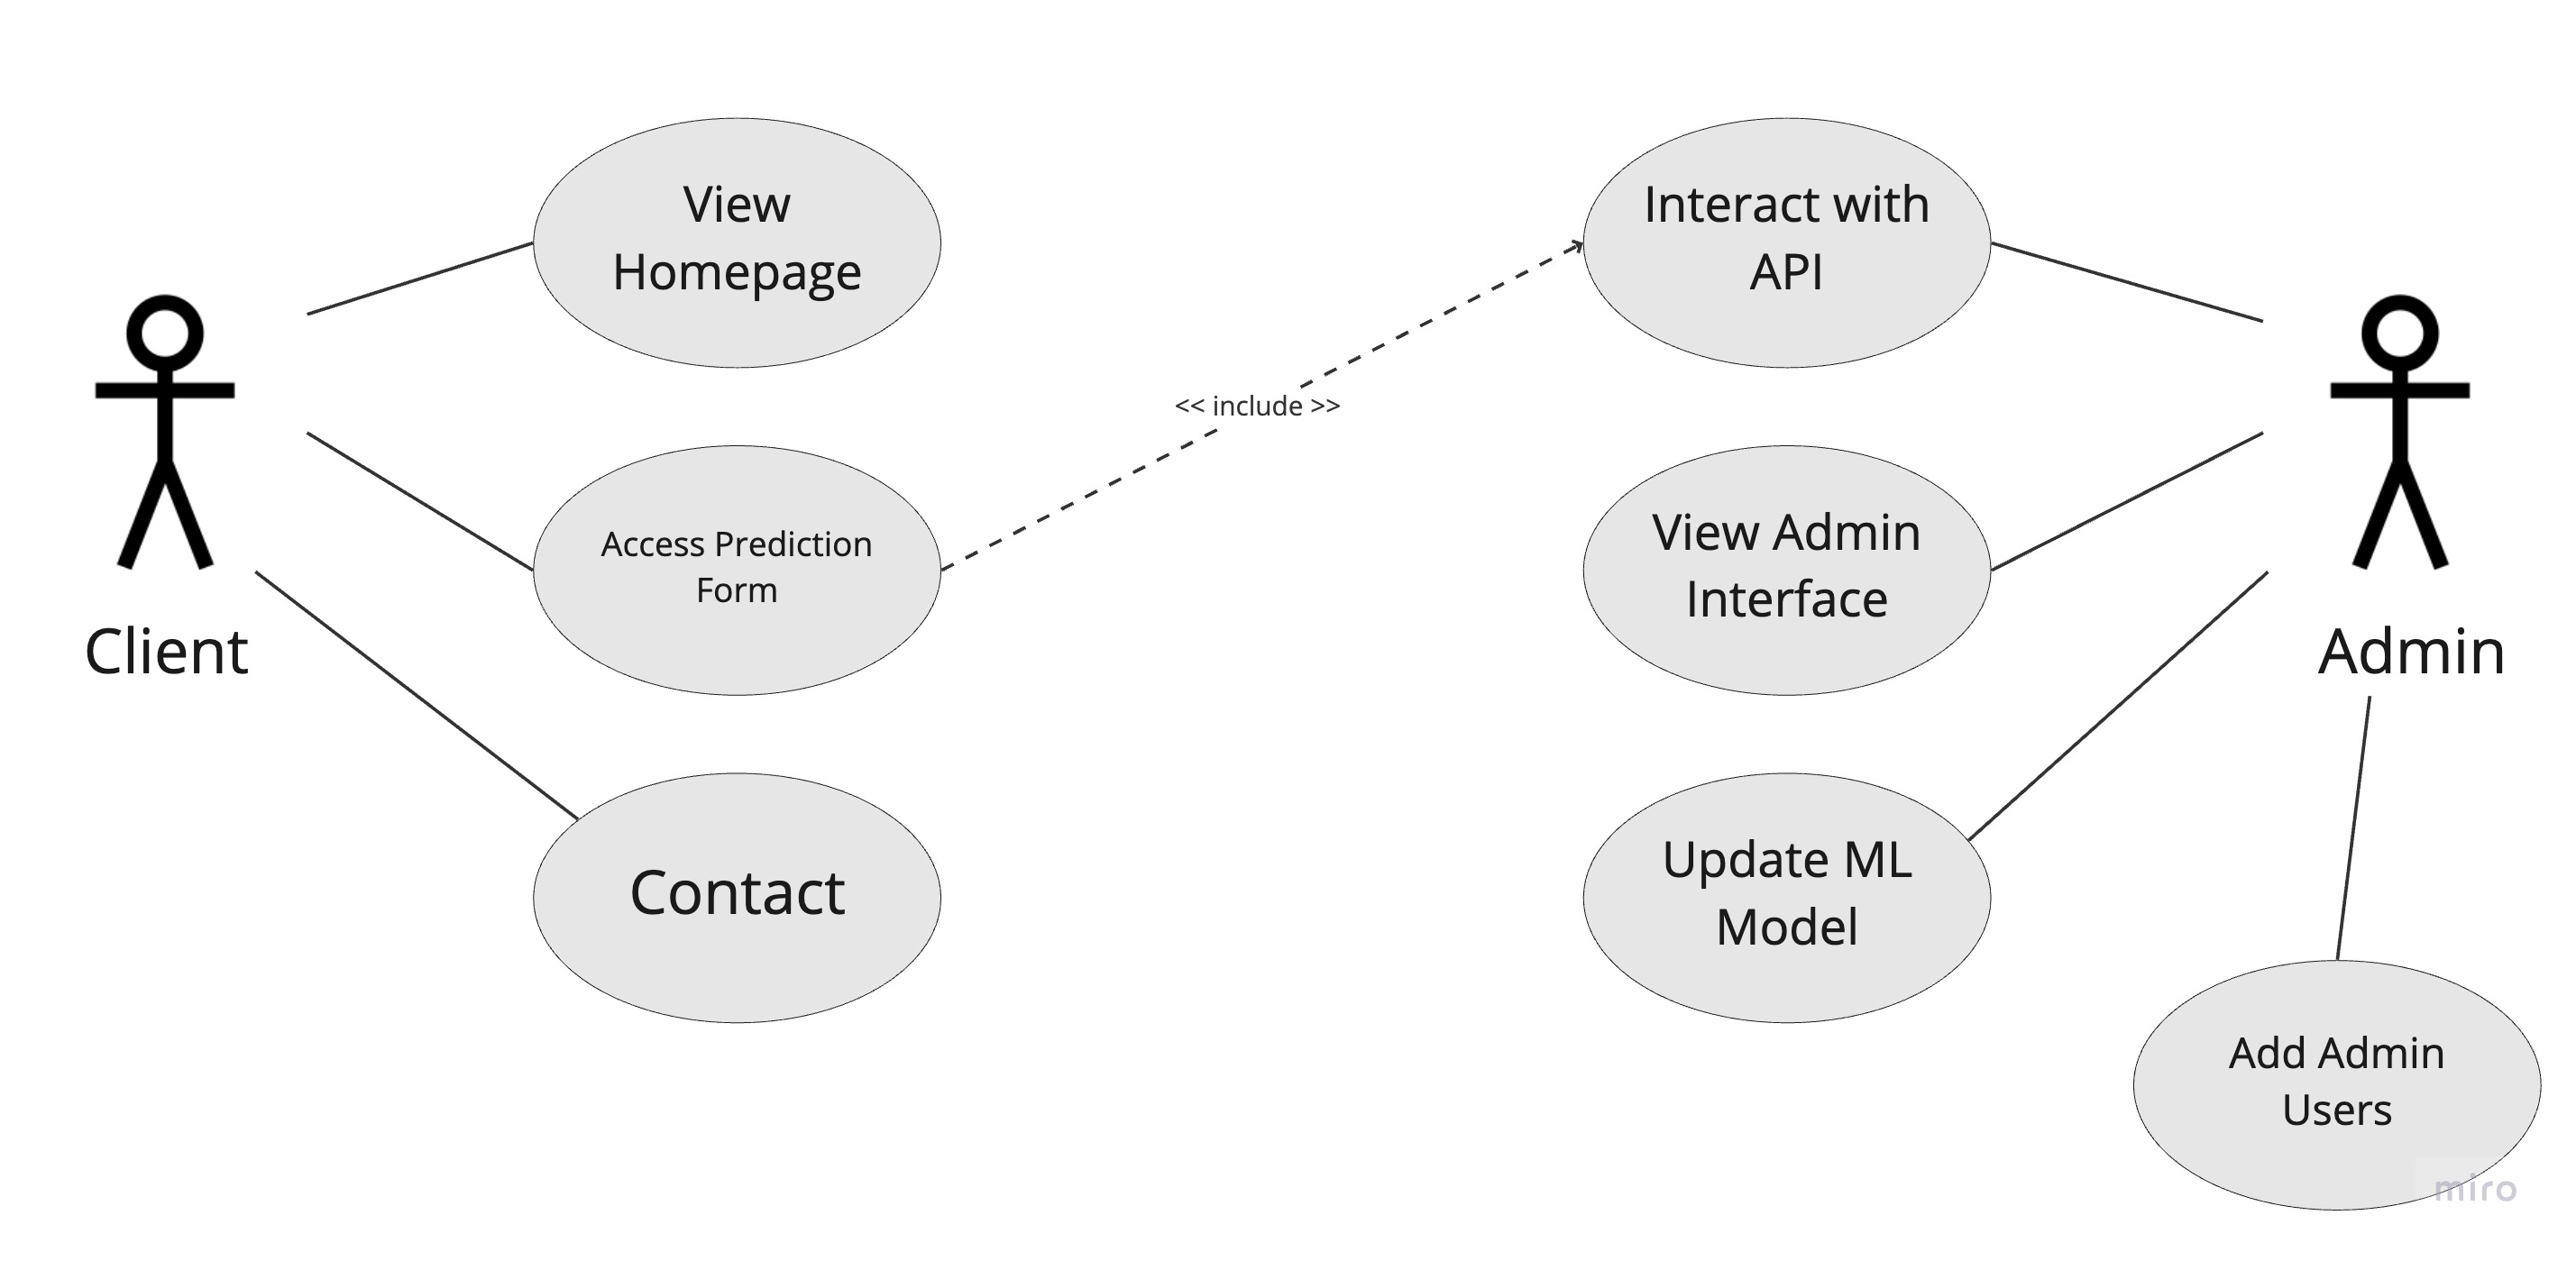 View
Homepage
Interact with
API
<< include >>
Access Prediction
Form
View Admin
Interface
Client
Admin
Contact
Update ML
Model
Add Admin
Users
miro